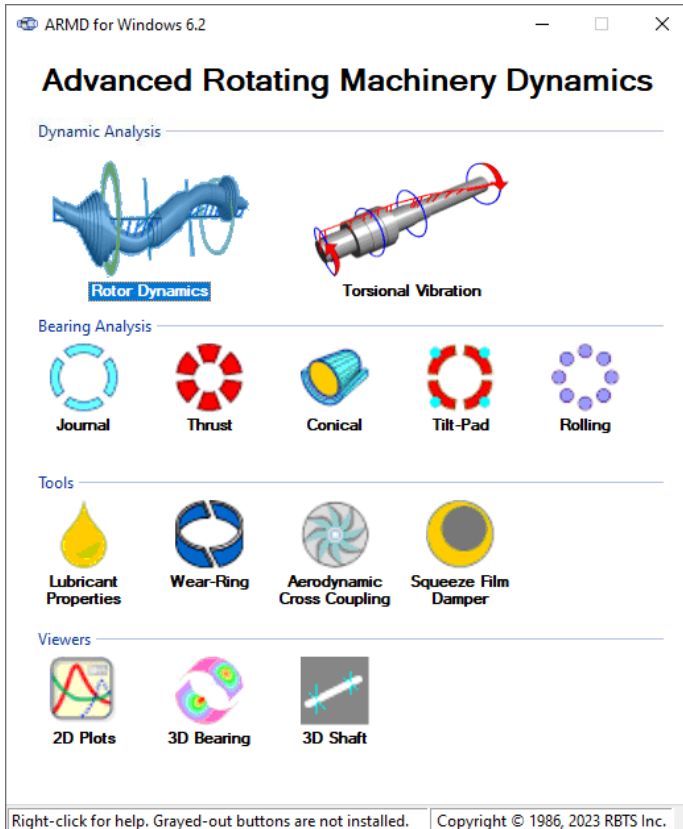 ARMD for Windows 6.2
Advanced Rotating Machinery Dynamics
Dynamic Analysis
Rotor Dynamics
Torsional Vibration
Bearing Analysis
Journal
Thrust
Conical
Tilt-Pad
Rolling
Tools
Lubricant
Properties
Wear-Ring
Aerodynamic
Cross Coupling
Squeeze Film
Damper
Viewers
2D Plots
3D Bearing
3D Shaft
Right-click for help. Grayed-out buttons are not installed.
Copyright © 1986, 2023 RBTS Inc.